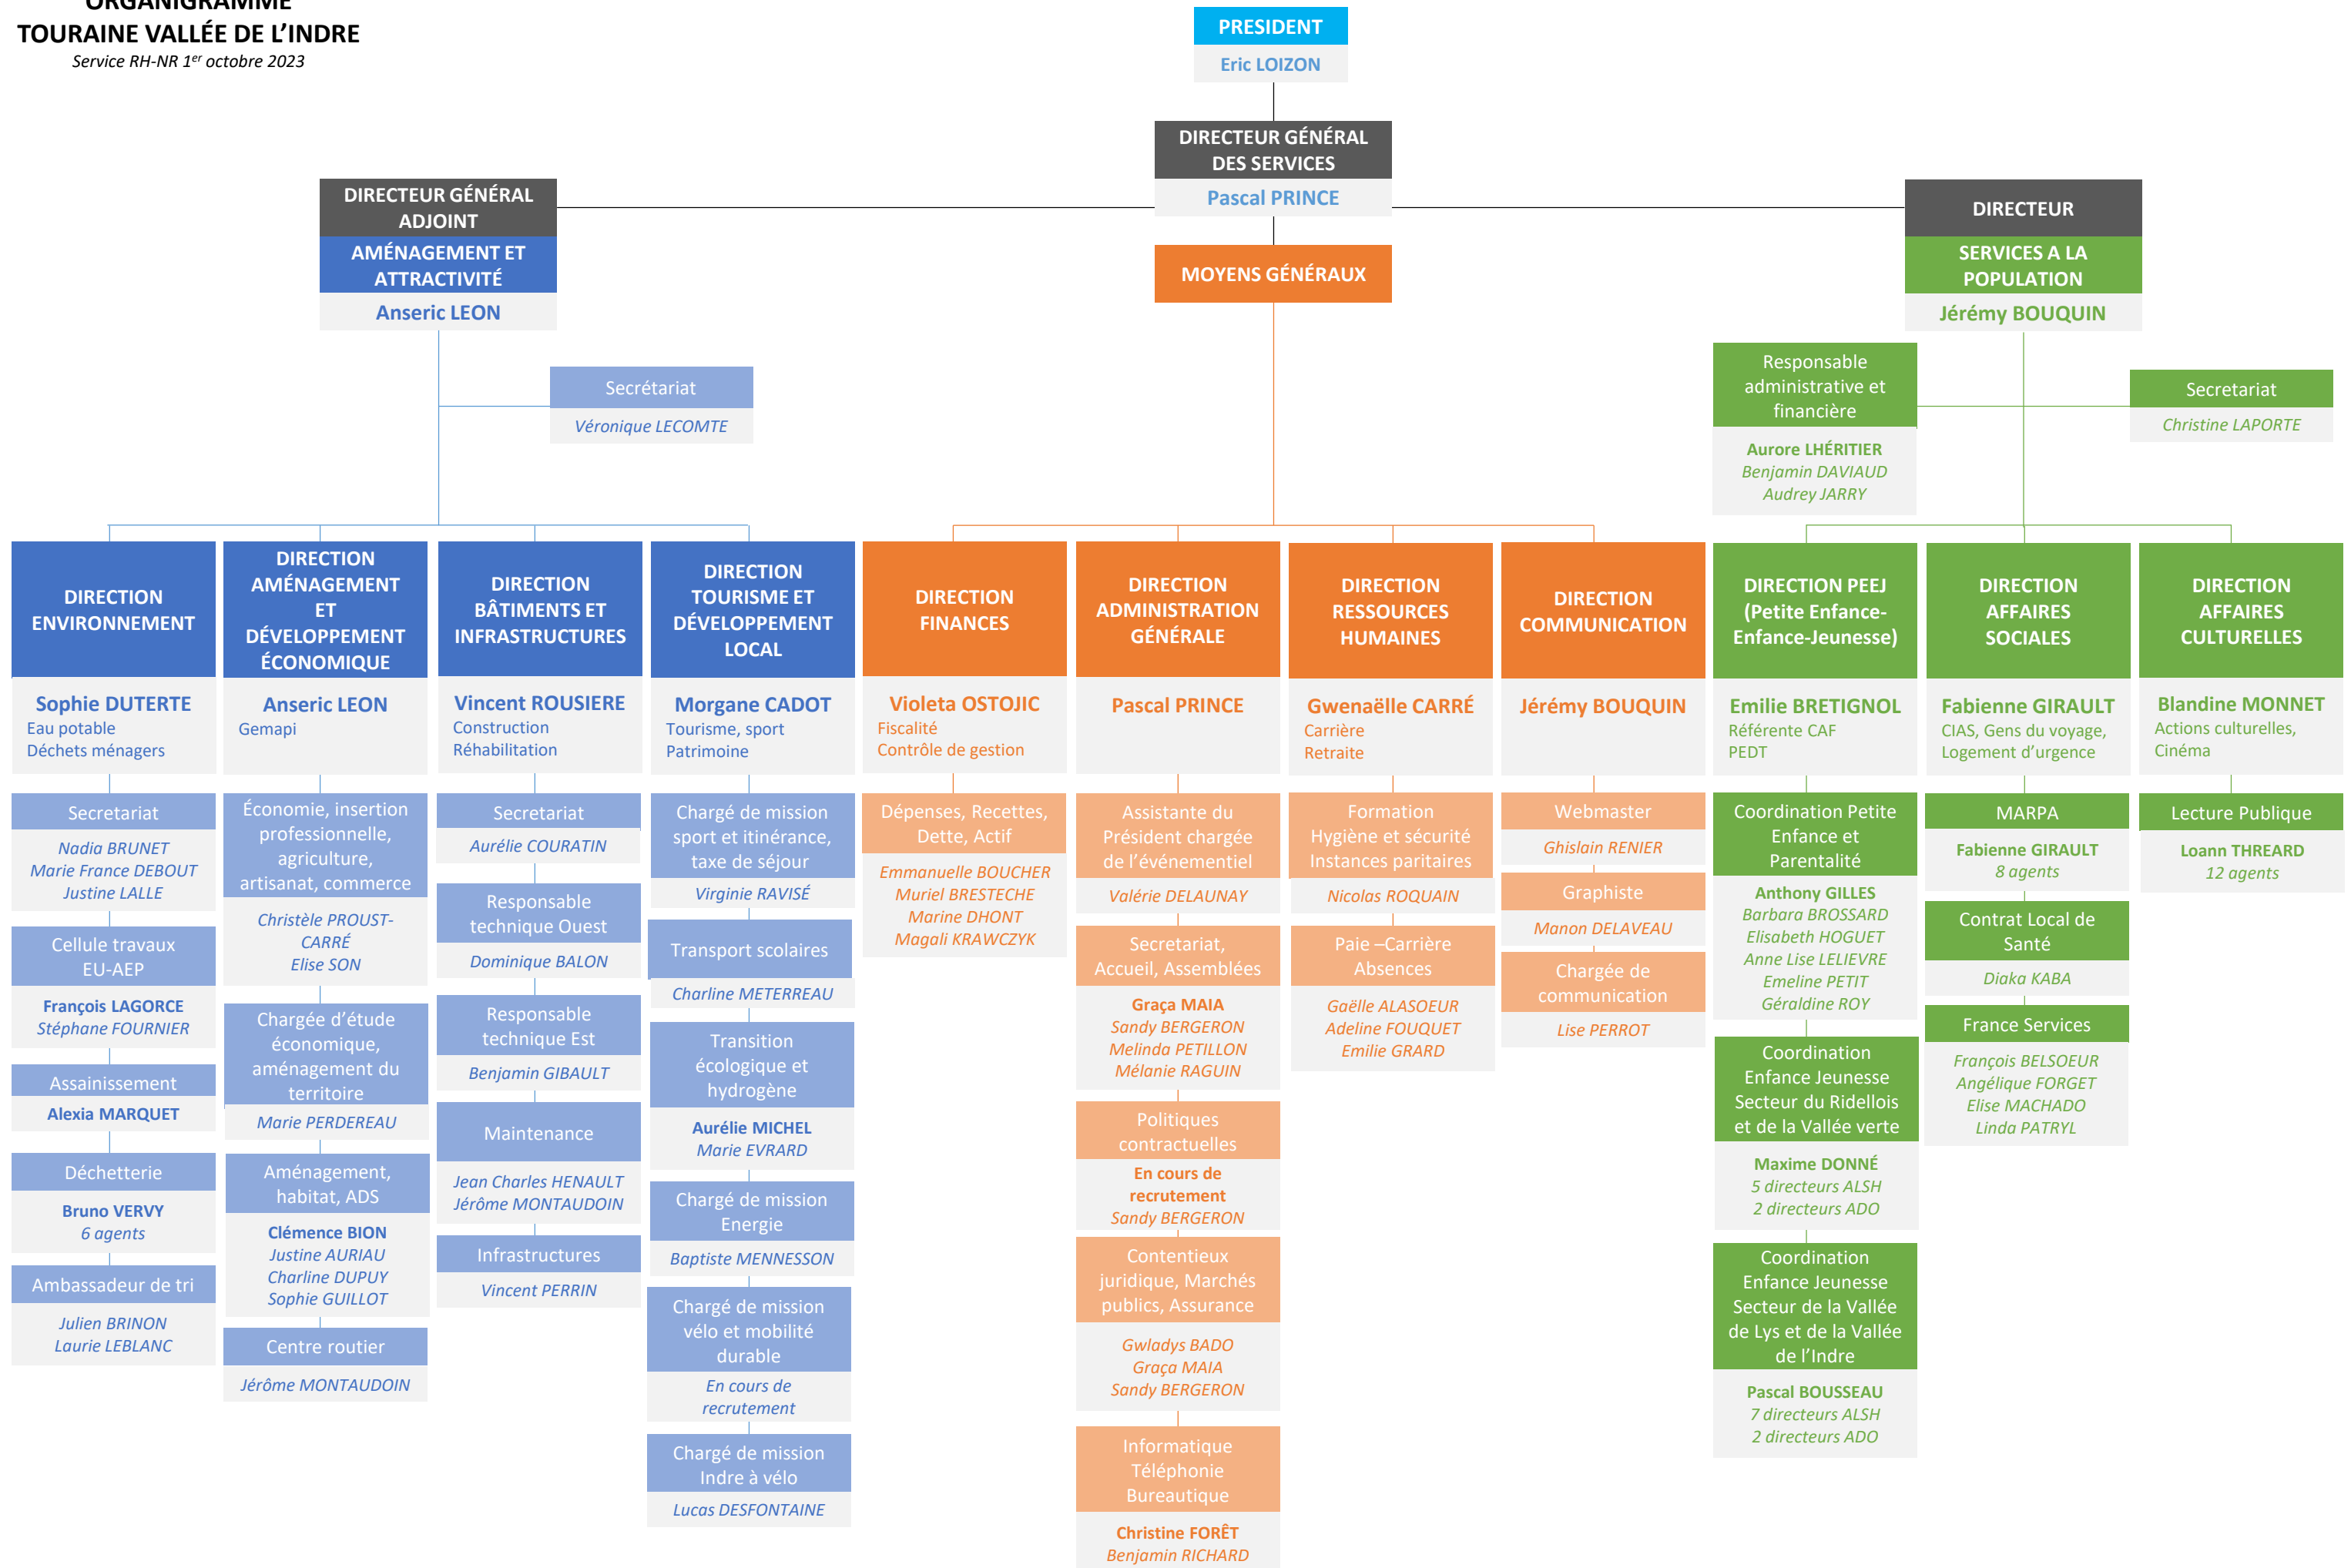 ORGANIGRAMME
TOURAINE VALLÉE DE L'INDRE
Service RH-NR 1er octobre 2023
PRESIDENT
Eric LOIZON
DIRECTEUR GÉNÉRAL
DES SERVICES
Pascal PRINCE
DIRECTEUR GÉNÉRAL
ADJOINT
AMÉNAGEMENT ET
ATTRACTIVITÉ
Anseric LEON
MOYENS GÉNÉRAUX
DIRECTEUR
SERVICES A LA
POPULATION
Jérémy BOUQUIN
Secrétariat
Véronique LECOMTE
Responsable
administrative et
financière
Aurore LHÉRITIER
Benjamin DAVIAUD
Audrey JARRY
Secretariat
Christine LAPORTE
DIRECTION
ENVIRONNEMENT
Sophie DUTERTE
Eau potable
Déchets ménagers
Secretariat
Nadia BRUNET
Marie France DEBOUT
Justine LALLE
Cellule travaux
EU-AEP
François LAGORCE
Stéphane FOURNIER
Assainissement
Alexia MARQUET
Déchetterie
Bruno VERVY
6 agents
Ambassadeur de tri
Julien BRINON
Laurie LEBLANC
DIRECTION
AMÉNAGEMENT
ET
DÉVELOPPEMENT
ÉCONOMIQUE
Anseric LEON
Gemapi
Économie, insertion
professionnelle,
agriculture,
artisanat, commerce
Christèle PROUST-
CARRÉ
Elise SON
Chargée d'étude
économique,
aménagement du
territoire
Marie PERDEREAU
Aménagement,
habitat, ADS
Clémence BION
Justine AURIAU
Charline DUPUY
Sophie GUILLOT
Centre routier
Jérôme MONTAUDOIN
DIRECTION
BÂTIMENTS ET
INFRASTRUCTURES
Vincent ROUSIERE
Construction
Réhabilitation
Secretariat
Aurélie COURATIN
Responsable
technique Ouest
Dominique BALON
Responsable
technique Est
Benjamin GIBAULT
Maintenance
Jean Charles HENAULT
Jérôme MONTAUDOIN
Infrastructures
Vincent PERRIN
DIRECTION
TOURISME ET
DÉVELOPPEMENT
LOCAL
Morgane CADOT
Tourisme, sport
Patrimoine
Chargé de mission
sport et itinérance,
taxe de séjour
Virginie RAVISÉ
Transport scolaires
Charline METERREAU
Transition
écologique et
hydrogène
Aurélie MICHEL
Marie EVRARD
Chargé de mission
Energie
Baptiste MENNESSON
Chargé de mission
vélo et mobilité
durable
En cours de
recrutement
Chargé de mission
Indre à vélo
Lucas DESFONTAINE
DIRECTION
FINANCES
Violeta OSTOJIC
Fiscalité
Contrôle de gestion
Dépenses, Recettes,
Dette, Actif
Emmanuelle BOUCHER
Muriel BRESTECHE
Marine DHONT
Magali KRAWCZYK
DIRECTION
ADMINISTRATION
GÉNÉRALE
Pascal PRINCE
Assistante du
Président chargée
de l'événementiel
Valérie DELAUNAY
Secretariat,
Accueil, Assemblées
Graça MAIA
Sandy BERGERON
Melinda PETILLON
Mélanie RAGUIN
Politiques
contractuelles
En cours de
recrutement
Sandy BERGERON
Contentieux
juridique, Marchés
publics, Assurance
Gwladys BADO
Graça MAIA
Sandy BERGERON
Informatique
Téléphonie
Bureautique
Christine FORÊT
Benjamin RICHARD
DIRECTION
RESSOURCES
HUMAINES
Gwenaëlle CARRÉ
Carrière
Retraite
Formation
Hygiène et sécurité
Instances paritaires
Nicolas ROQUAIN
Paie –Carrière
Absences
Gaëlle ALASOEUR
Adeline FOUQUET
Emilie GRARD
DIRECTION
COMMUNICATION
Jérémy BOUQUIN
Webmaster
Ghislain RENIER
Graphiste
Manon DELAVEAU
Chargée de
communication
Lise PERROT
DIRECTION PEEJ
(Petite Enfance-
Enfance-Jeunesse)
Emilie BRETIGNOL
Référente CAF
PEDT
Coordination Petite
Enfance et
Parentalité
Anthony GILLES
Barbara BROSSARD
Elisabeth HOGUET
Anne Lise LELIEVRE
Emeline PETIT
Géraldine ROY
Coordination
Enfance Jeunesse
Secteur du Ridellois
et de la Vallée verte
Maxime DONNÉ
5 directeurs ALSH
2 directeurs ADO
Coordination
Enfance Jeunesse
Secteur de la Vallée
de Lys et de la Vallée
de l'Indre
Pascal BOUSSEAU
7 directeurs ALSH
2 directeurs ADO
DIRECTION
AFFAIRES
SOCIALES
Fabienne GIRAULT
CIAS, Gens du voyage,
Logement d'urgence
MARPA
Fabienne GIRAULT
8 agents
Contrat Local de
Santé
Diaka KABA
France Services
François BELSOEUR
Angélique FORGET
Elise MACHADO
Linda PATRYL
DIRECTION
AFFAIRES
CULTURELLES
Blandine MONNET
Actions culturelles,
Cinéma
Lecture Publique
Loann THREARD
12 agents